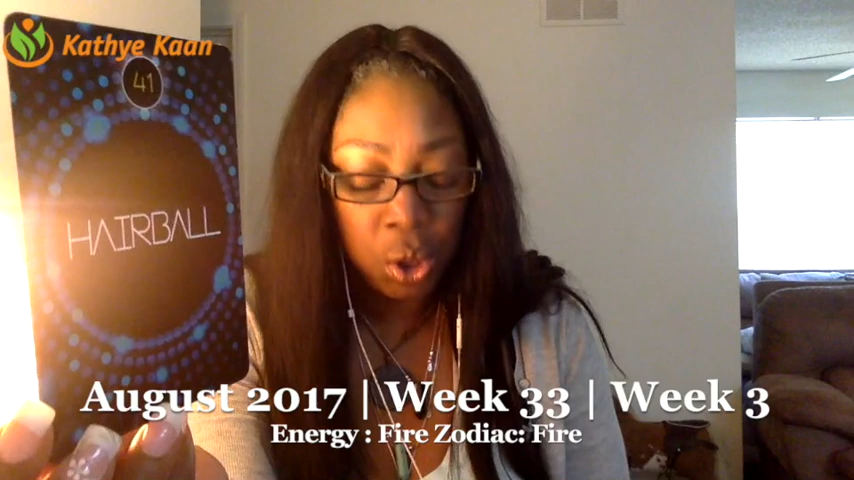 Kathye Kaan
41
HAIRBALL
August 2017 | Week 33 | Week 3
Energy : Fire Zodiac: Fire